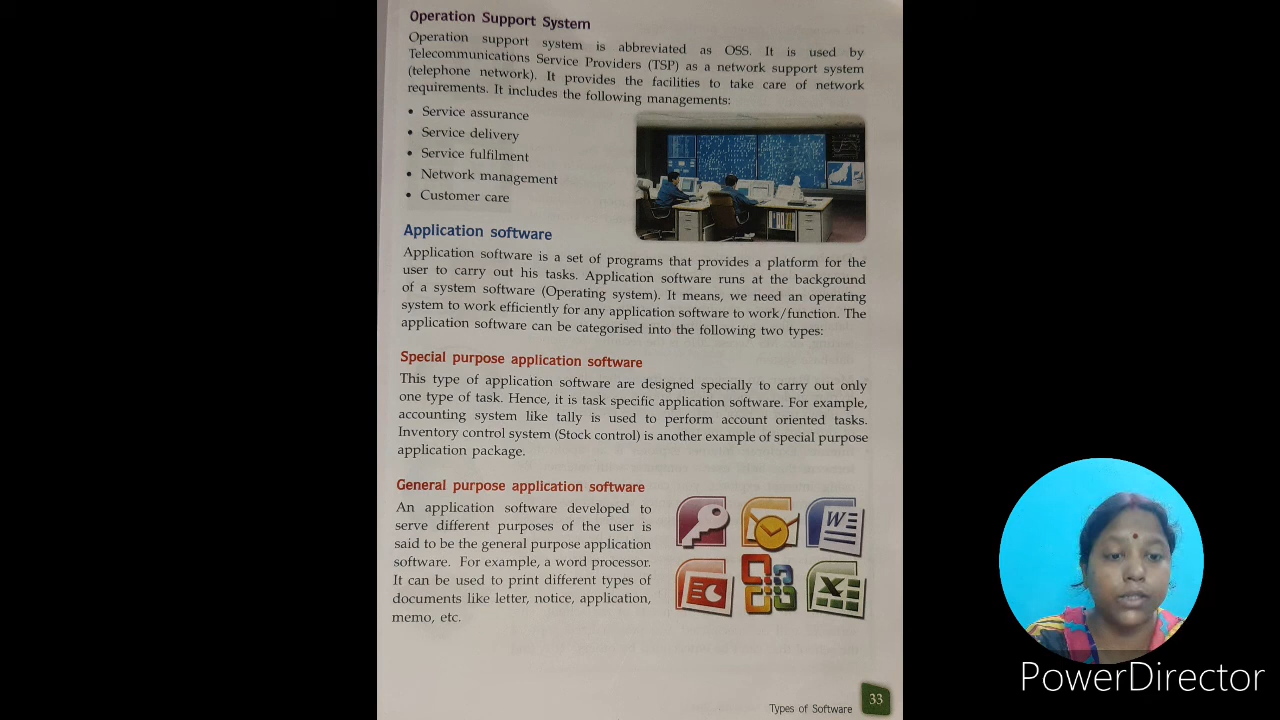 Operation Support System
Operation support system is abbreviated as OSS. It is used by
Telecommunications Service Providers (TSP) as a network support system
(telephone network). It provides the facilities to take care of network
requirements. It includes the following managements:
• Service assurance
• Service delivery
• Service fulfilment
• Network management
• Customer care
Application software
Application software is a set of programs that provides a platform for the
user to carry out his tasks. Application software runs at the background
of a system software (Operating system). It means, we need an operating
system to work efficiently for any application software to work/function. The
application software can be categorised into the following two types:
Special purpose application software
This type of application software are designed specially to carry out only
one type of task. Hence, it is task specific application software. For example,
accounting system like tally is used to perform account oriented tasks.
Inventory control system (Stock control) is another example of special purpose
application package.
General purpose application software
An application software developed to
serve different purposes of the user is
said to be the general purpose application
software. For example, a word processor.
It can be used to print different types of
documents like letter, notice, application,
memo, etc.
Types of Software 33
PowerDirector